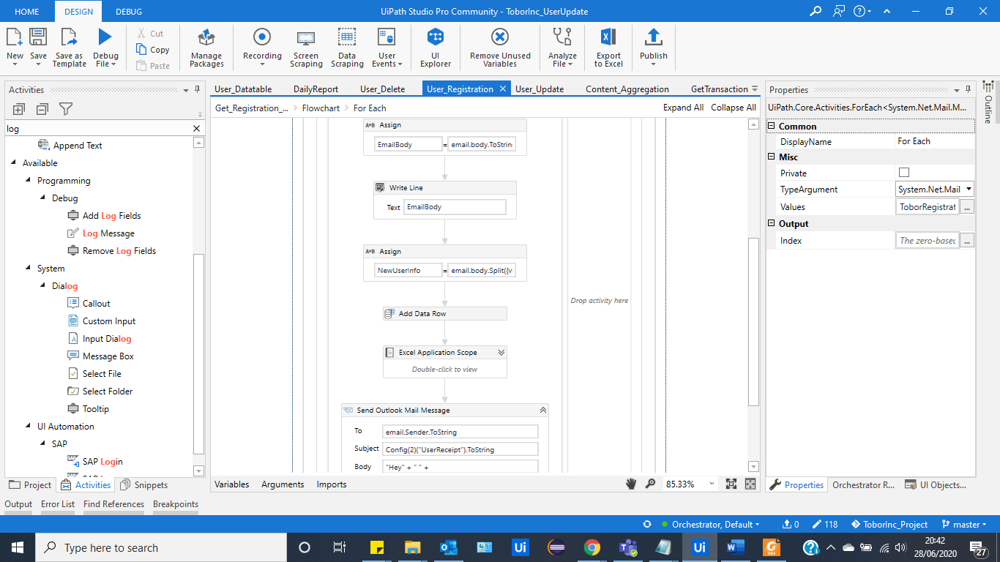 HOME DESIGN DEBUG UiPath Studio Pro Community - ToborInc_UserUpdate
New Save Save as Template Debug File Cut Copy Paste Manage Packages Recording Screen Scraping Data Scraping User Events UI Explorer Remove Unused Variables Analyze File Export to Excel Publish
Activities
log
Append Text
Available
Programming
Debug
Add Log Fields
Log Message
Remove Log Fields
System
Dialog
Callout
Custom Input
Input Dialog
Message Box
Select File
Select Folder
Tooltip
UI Automation
SAP
SAP Login
Project Activities Snippets
User_Datatable DailyReport User_Delete User_Registration User_Update Content_Aggregation GetTransaction
Get_Registration_... > Flowchart > For Each Expand All Collapse All
A*B Assign
EmailBody = email.body.ToStrin
Write Line
Text EmailBody
A*B Assign
NewUserInfo = email.body.Split({v
Add Data Row
Excel Application Scope
Double-click to view
Send Outlook Mail Message
To email.Sender.ToString
Subject Config(2)("UserReceipt").ToString
Body "Hey" + " " +
Drop activity here
Variables Arguments Imports 85.33%
Properties
UiPath.Core.Activities.ForEach<System.Net.Mail.M...
Common
DisplayName For Each
Misc
Private
TypeArgument System.Net.Mail
Values ToborRegistrat ...
Output
Index The zero-based ...
Properties Orchestrator R... UI Objects...
Outline
Output Error List Find References Breakpoints
Orchestrator, Default 0 118 ToborInc_Project master
Type here to search
Ui
Ui
PDF
20:42
28/06/2020
27